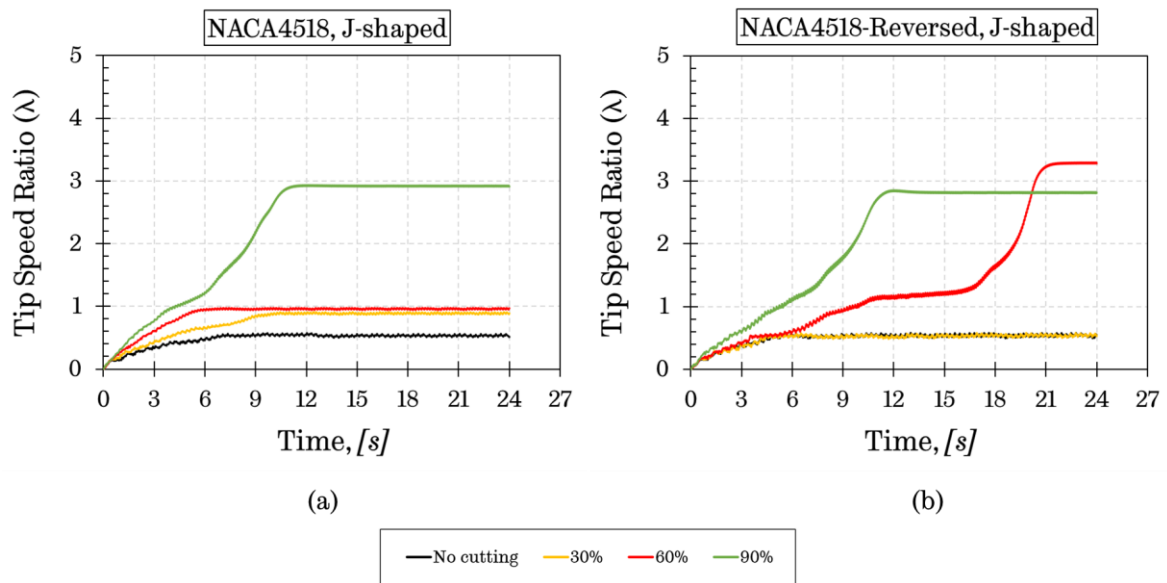 NACA4518, J-shaped
5
4
3
2
1
0
0 3 6 9 12 15 18 21 24 27
Tip Speed Ratio (λ)
Time, [s]
(a)
NACA4518-Reversed, J-shaped
5
4
3
2
1
0
0 3 6 9 12 15 18 21 24 27
Tip Speed Ratio (λ)
Time, [s]
(b)
No cutting 30% 60% 90%